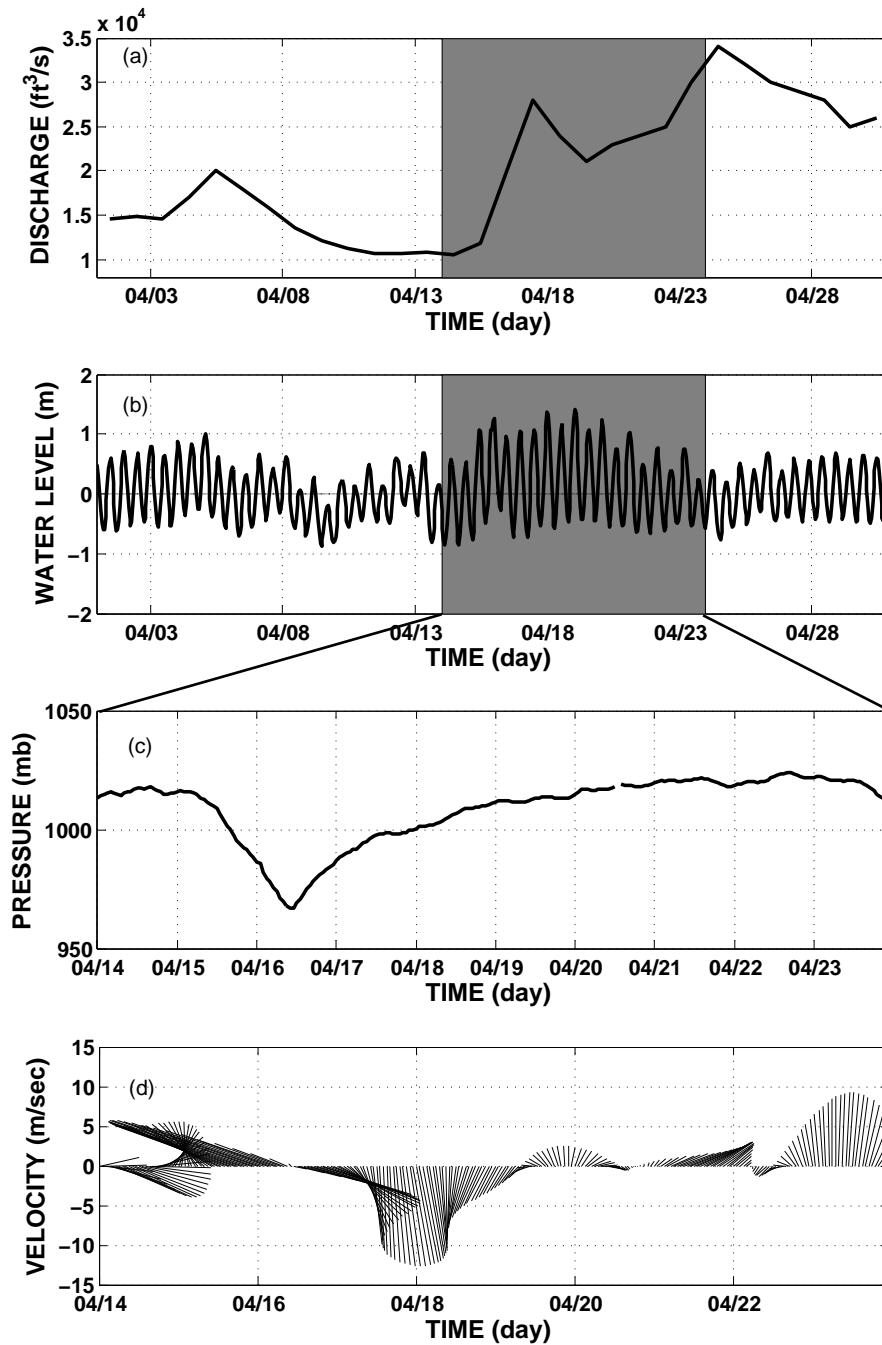 x 10^4
3.5
3
2.5
2
1.5
1
(a)
DISCHARGE (ft^3/s)
04/03 04/08 04/13 04/18 04/23 04/28
TIME (day)
2
1
0
−1
−2
(b)
WATER LEVEL (m)
04/03 04/08 04/13 04/18 04/23 04/28
TIME (day)
1050
1000
950
(c)
PRESSURE (mb)
04/14 04/15 04/16 04/17 04/18 04/19 04/20 04/21 04/22 04/23
TIME (day)
15
10
5
0
−5
−10
−15
(d)
VELOCITY (m/sec)
04/14 04/16 04/18 04/20 04/22
TIME (day)